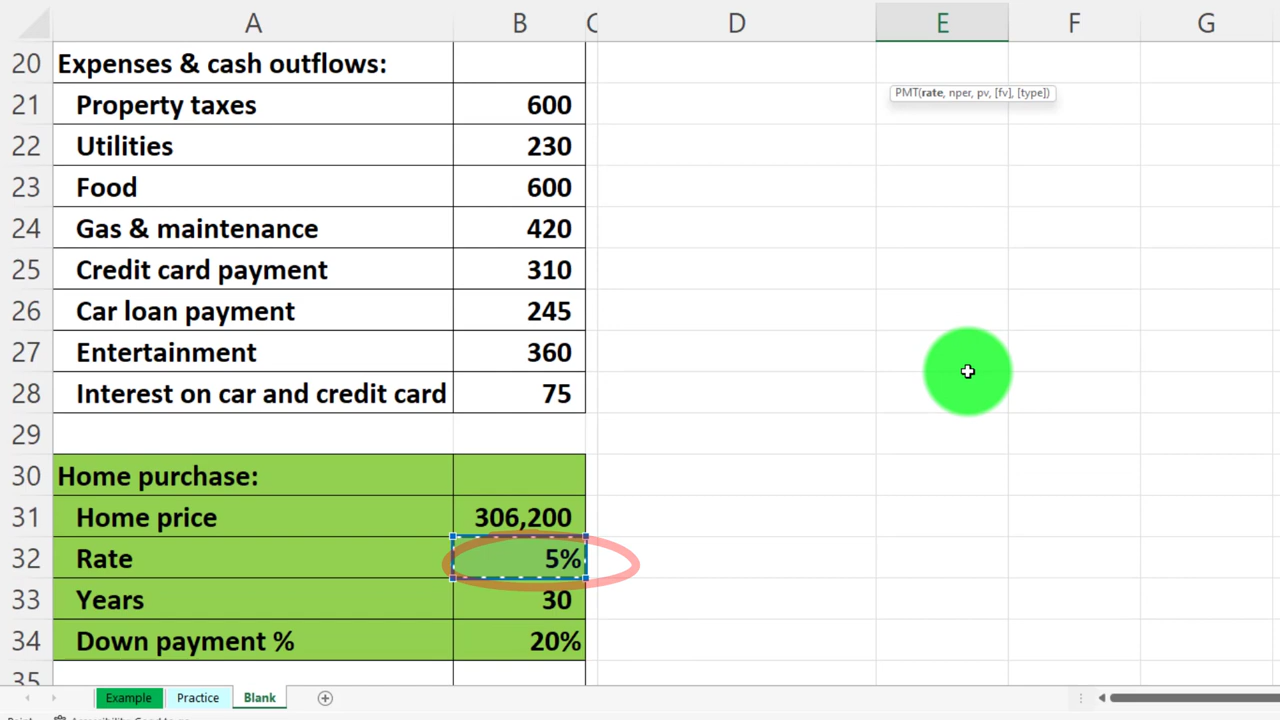 A B C D E F G
20 Expenses & cash outflows:
PMT(rate, nper, pv, [fv], [type])
21 Property taxes 600
22 Utilities 230
23 Food 600
24 Gas & maintenance 420
25 Credit card payment 310
26 Car loan payment 245
27 Entertainment 360
28 Interest on car and credit card 75
29
30 Home purchase:
31 Home price 306,200
32 Rate 5%
33 Years 30
34 Down payment % 20%
35
Example Practice Blank